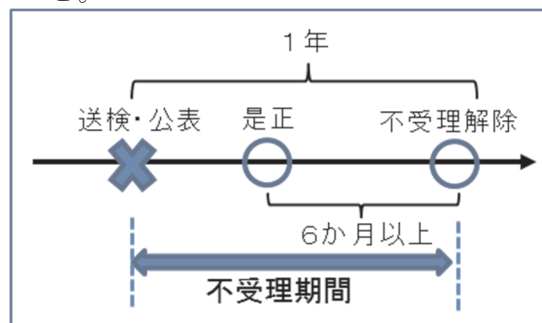 る。
1年
送検・公表 是正 不受理解除
6か月以上
不受理期間